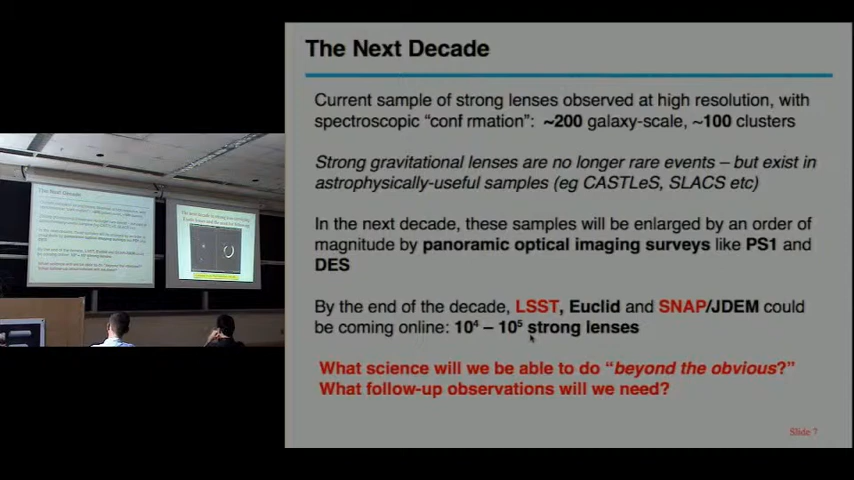 The Next Decade
Current sample of strong lenses observed at high resolution, with
spectroscopic “conf rmation”: ~200 galaxy-scale, ~100 clusters
Strong gravitational lenses are no longer rare events – but exist in
astrophysically-useful samples (eg CASTLeS, SLACS etc)
In the next decade, these samples will be enlarged by an order of
magnitude by panoramic optical imaging surveys like PS1 and
DES
By the end of the decade, LSST, Euclid and SNAP/JDEM could
be coming online: 10⁴ – 10⁵ strong lenses
What science will we be able to do “beyond the obvious?”
What follow-up observations will we need?
Slide 7
The Next Decade